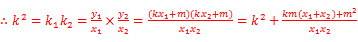 ∴ k² = k₁k₂ = y₁/x₁ × y₂/x₂ = (kx₁+m)(kx₂+m)/x₁x₂ = k² + km(x₁+x₂)+m²/x₁x₂